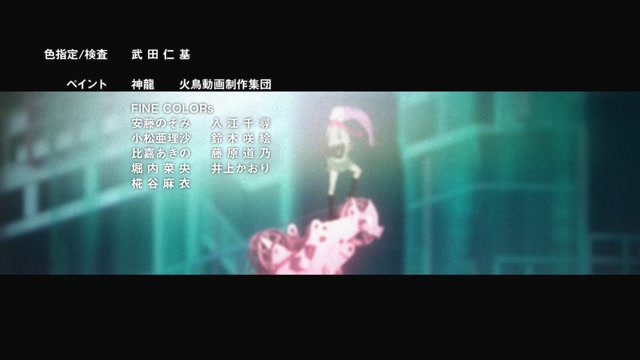 色指定/検査 武田仁基
ペイント 神龍 火鳥動画制作集団
FINE COLORs
安藤のぞみ 入江千尋
小松亜理沙 鈴木咲絵
比嘉あきの 藤原道乃
堀内菜央 井上かおり
糀谷麻衣